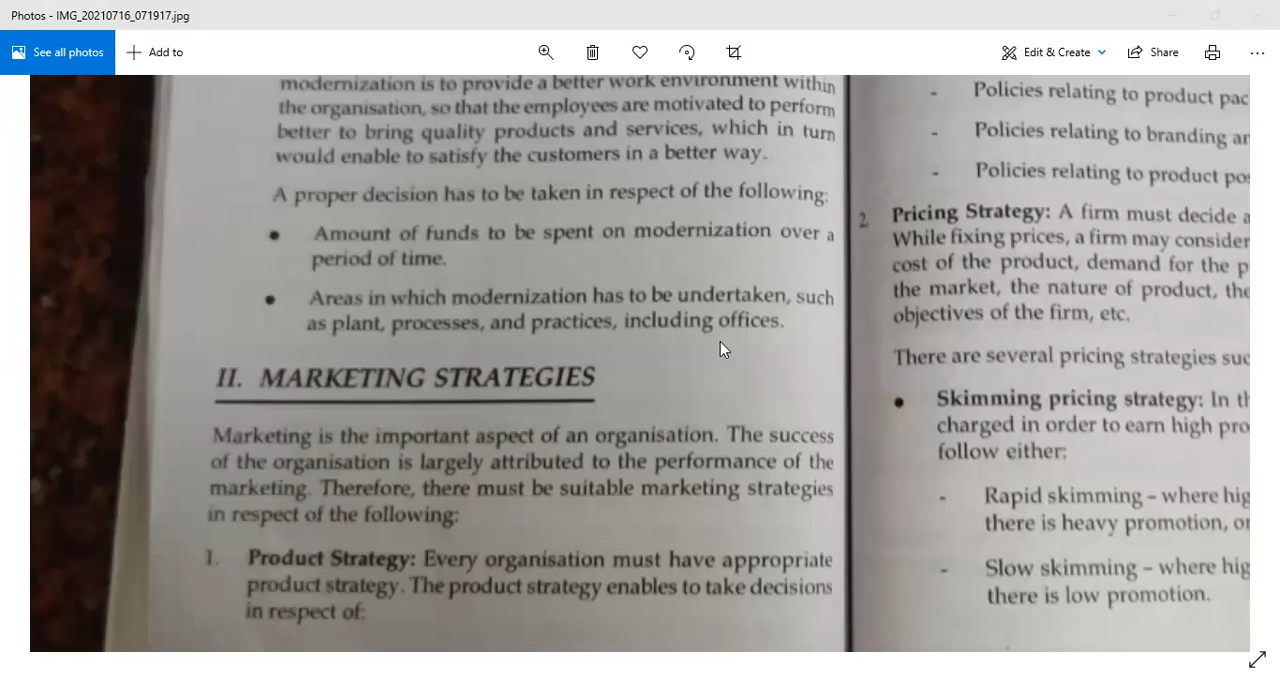 Photos - IMG_20210716_071917.jpg
See all photos
Add to
Edit & Create
Share
modernization is to provide a better work environment within
the organisation, so that the employees are motivated to perform
better to bring quality products and services, which in turn
would enable to satisfy the customers in a better way.
A proper decision has to be taken in respect of the following:
• Amount of funds to be spent on modernization over a
period of time.
• Areas in which modernization has to be undertaken, such
as plant, processes, and practices, including offices.
II. MARKETING STRATEGIES
Marketing is the important aspect of an organisation. The success
of the organisation is largely attributed to the performance of the
marketing. Therefore, there must be suitable marketing strategies
in respect of the following:
1. Product Strategy: Every organisation must have appropriate
product strategy. The product strategy enables to take decisions
in respect of:
- Policies relating to product pac
- Policies relating to branding an
- Policies relating to product pos
2. Pricing Strategy: A firm must decide a
While fixing prices, a firm may consider
cost of the product, demand for the p
the market, the nature of product, the
objectives of the firm, etc.
There are several pricing strategies suc
• Skimming pricing strategy: In th
charged in order to earn high pro
follow either:
- Rapid skimming – where hig
there is heavy promotion, or
- Slow skimming – where hig
there is low promotion.